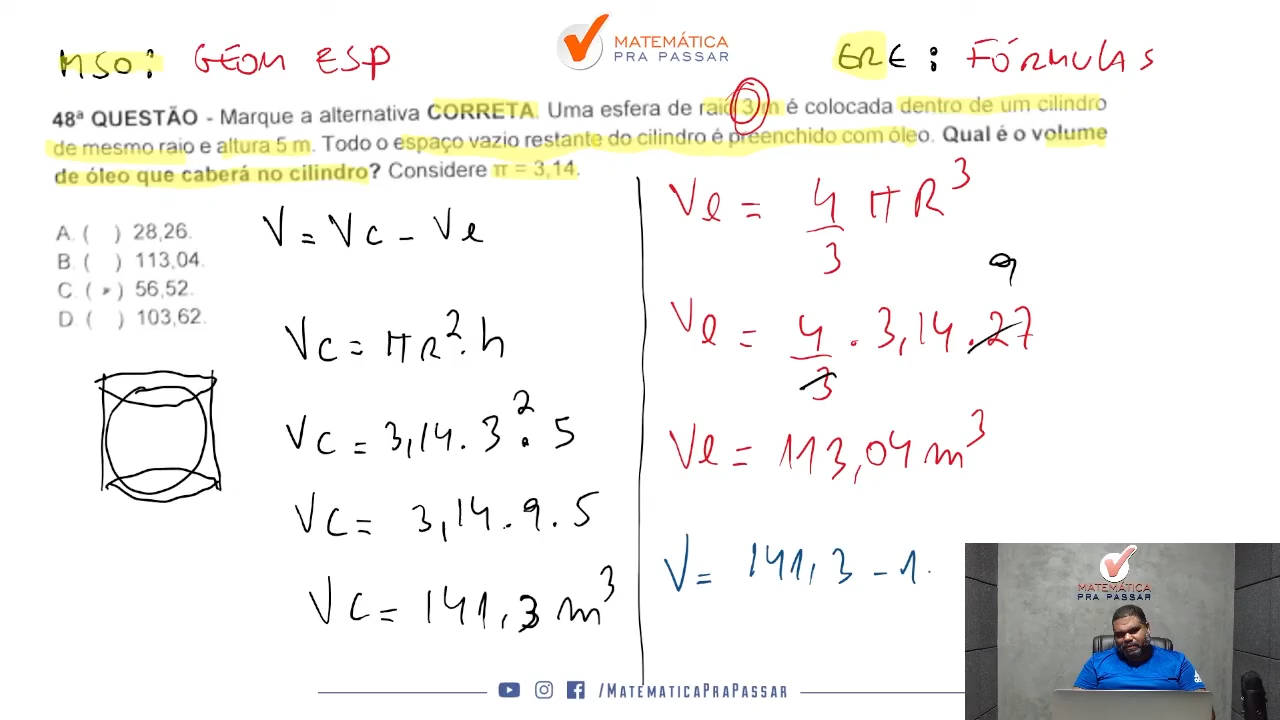 MSO: GEOM ESP
MATEMÁTICA
PRA PASSAR
ERE: FÓRMULAS
48ª QUESTÃO - Marque a alternativa CORRETA. Uma esfera de raio 3 m é colocada dentro de um cilindro
de mesmo raio e altura 5 m. Todo o espaço vazio restante do cilindro é preenchido com óleo. Qual é o volume
de óleo que caberá no cilindro? Considere π = 3,14.
A. ( ) 28,26.
B. ( ) 113,04.
C. ( ) 56,52.
D. ( ) 103,62.
V = Vc - Ve
Vc = πR². h
Vc = 3,14. 3². 5
Vc = 3,14. 9. 5
Vc = 141,3 m³
Ve = 4/3 πR³
9
Ve = 4/3 . 3,14 . 27
Ve = 113,04 m³
V = 141,3 - 1
MATEMÁTICA
PRA PASSAR
/MATEMATICAPRAPASSAR